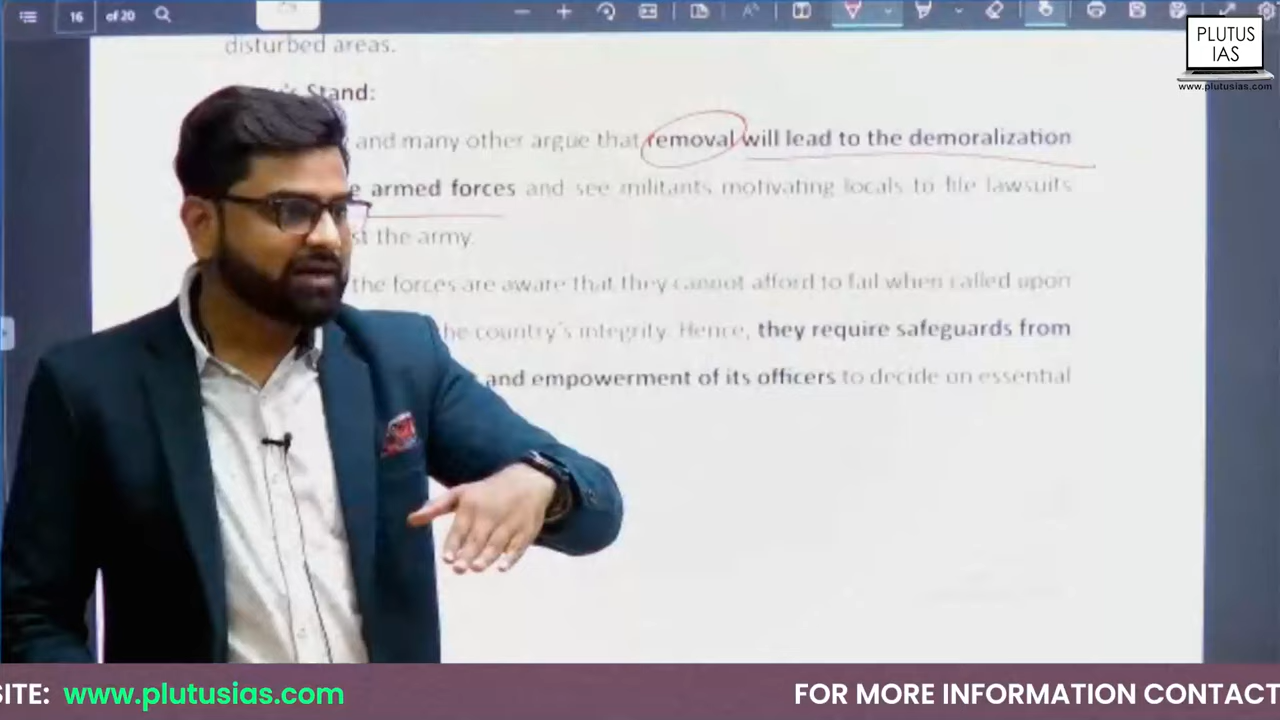 16 of 20
PLUTUS
IAS
www.plutusias.com
disturbed areas.
Stand:
and many other argue that removal will lead to the demoralization
armed forces and see militants motivating locals to file lawsuits
the army.
the forces are aware that they cannot afford to fail when called upon
the country's integrity. Hence, they require safeguards from
and empowerment of its officers to decide on essential
SITE: www.plutusias.com FOR MORE INFORMATION CONTACT